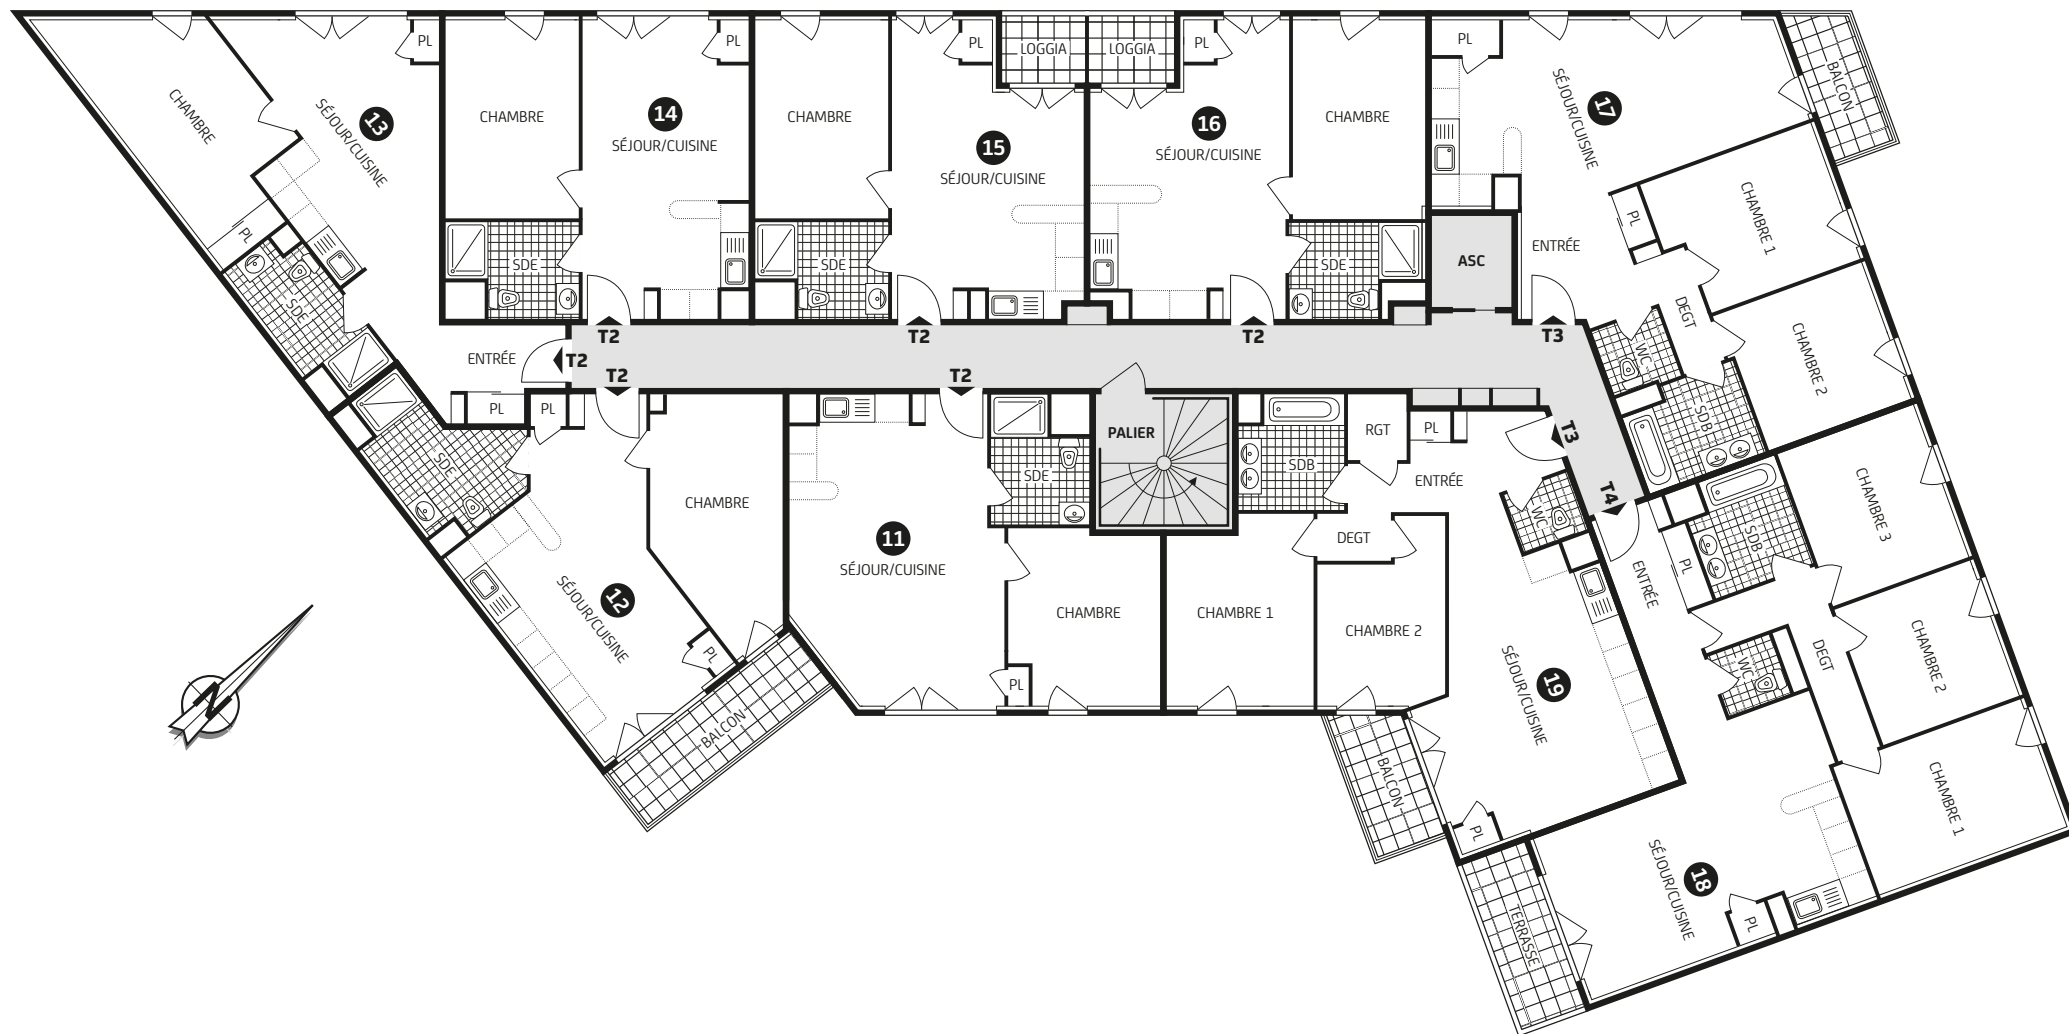 PL
PL
PL
PL
PL
LOGGIA
LOGGIA
CHAMBRE
13
SÉJOUR/CUISINE
CHAMBRE
14
SÉJOUR/CUISINE
CHAMBRE
15
SÉJOUR/CUISINE
16
SÉJOUR/CUISINE
CHAMBRE
17
SÉJOUR/CUISINE
BALCON
PL
CHAMBRE 1
PL
SDE
SDE
SDE
SDE
ASC
ENTRÉE
DEGT
CHAMBRE 2
WC
SDB
ENTRÉE
T2
T2
T2
T2
T2
T2
T3
T3
T4
PL
PL
SDE
CHAMBRE
12
SÉJOUR/CUISINE
PL
BALCON
11
SÉJOUR/CUISINE
SDE
CHAMBRE
PL
PALIER
SDB
RGT
PL
ENTRÉE
DEGT
CHAMBRE 1
CHAMBRE 2
WC
19
SÉJOUR/CUISINE
BALCON
PL
ENTRÉE
PL
SDB
CHAMBRE 3
WC
DEGT
CHAMBRE 2
CHAMBRE 1
18
SÉJOUR/CUISINE
PL
TERRASSE
N